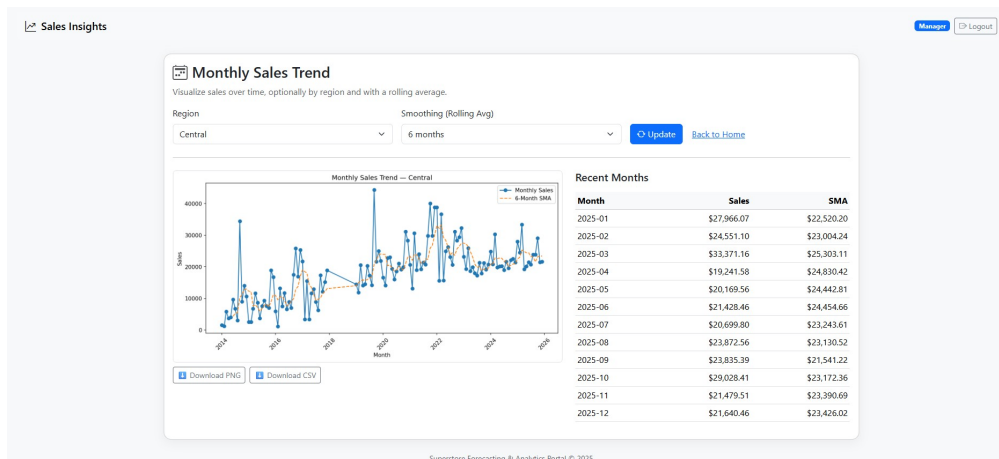 Sales Insights
Manager
Logout
Monthly Sales Trend
Visualize sales over time, optionally by region and with a rolling average.
Region
Smoothing (Rolling Avg)
Central
6 months
Update
Back to Home
Monthly Sales Trend — Central
Monthly Sales
6-Month SMA
Sales
40000
30000
20000
10000
0
2014
2016
2018
2020
2022
2024
2026
Month
Download PNG
Download CSV
Recent Months
Month Sales SMA
2025-01 $27,966.07 $22,520.20
2025-02 $24,551.10 $23,004.24
2025-03 $33,371.16 $25,303.11
2025-04 $19,241.58 $24,830.42
2025-05 $20,169.56 $24,442.81
2025-06 $21,428.46 $24,454.66
2025-07 $20,699.80 $23,243.61
2025-08 $23,872.56 $23,130.52
2025-09 $23,835.39 $21,541.22
2025-10 $29,028.41 $23,172.36
2025-11 $21,479.51 $23,390.69
2025-12 $21,640.46 $23,426.02
Superstore Forecasting & Analytics Portal © 2025